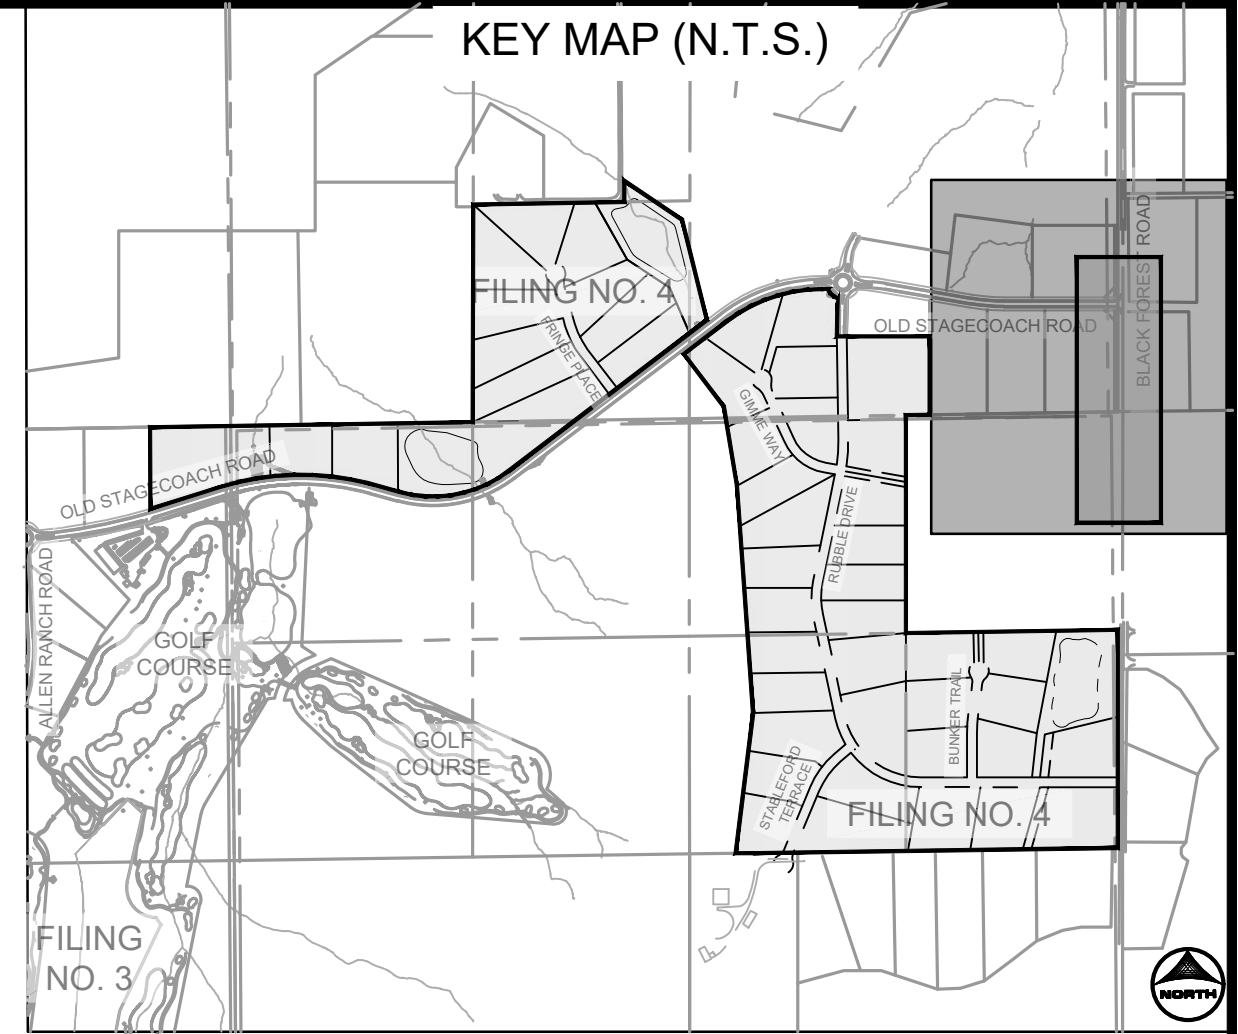 KEY MAP (N.T.S.)
FILING NO. 4
FRINGE PLACE
OLD STAGECOACH ROAD
BLACK FOREST ROAD
GIMME WAY
OLD STAGECOACH ROAD
RUBBLE DRIVE
ALLEN RANCH ROAD
GOLF
COURSE
GOLF
COURSE
BUNKER TRAIL
STABLEFORD
TERRACE
FILING NO. 4
FILING
NO. 3
NORTH